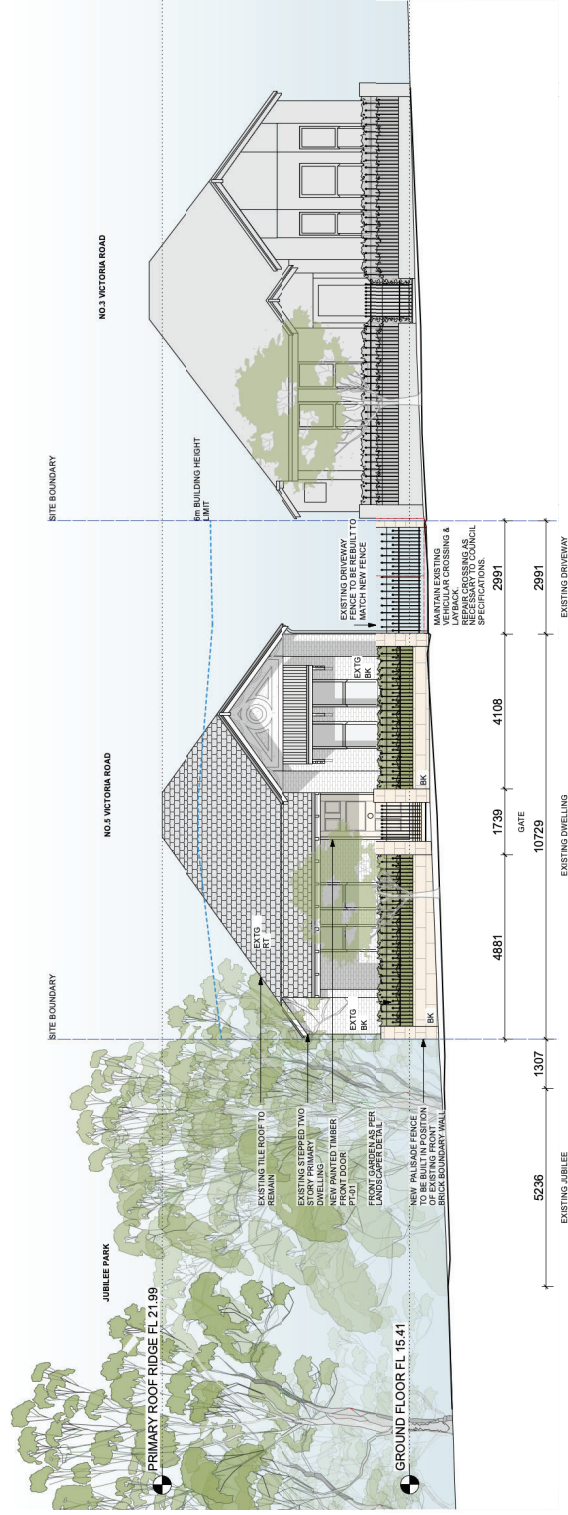 SITE BOUNDARY
SITE BOUNDARY
JUBILEE PARK
NO.5 VICTORIA ROAD
NO.3 VICTORIA ROAD
PRIMARY ROOF RIDGE FL 21.99
6m BUILDING HEIGHT
LIMIT
EXISTING TILE ROOF TO
REMAIN
EXTG
RT
EXISTING STEPPED TWO
STORY PRIMARY
DWELLING
NEW PAINTED TIMBER
FRONT DOOR
PT-01
FRONT GARDEN AS PER
LANDSCAPER DETAIL
NEW PALISADE FENCE
TO BE BUILT IN POSITION
OF EXISTING FRONT
BRICK BOUNDARY WALL
EXTG
BK
EXTG
BK
EXISTING DRIVEWAY
FENCE TO BE REBUILT TO
MATCH NEW FENCE
GROUND FLOOR FL 15.41
BK
BK
MAINTAIN EXISTING
VEHICULAR CROSSING &
LAYBACK.
REPAIR CROSSING AS
NECESSARY TO COUNCIL
SPECIFICATIONS.
4881
1739
4108
2991
GATE
5236
1307
10729
2991
EXISTING JUBILEE
EXISTING DWELLING
EXISTING DRIVEWAY